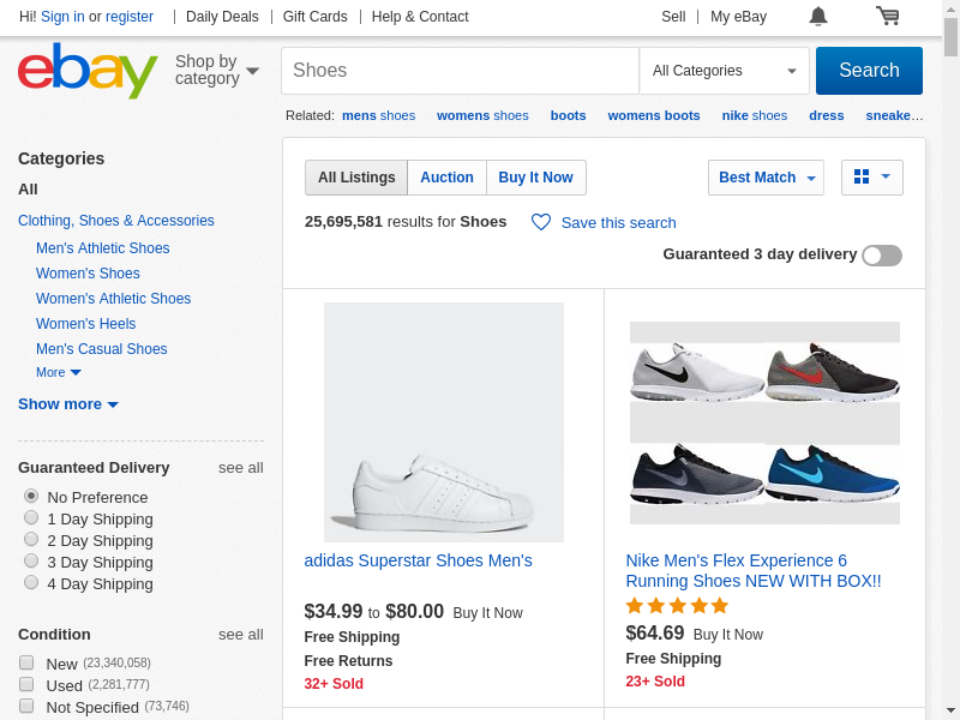 Hi! Sign in or register
Daily Deals
Gift Cards
Help & Contact
Sell
My eBay
ebay
Shop by
category
Shoes
All Categories
Search
Related: mens shoes womens shoes boots womens boots nike shoes dress sneake…
Categories
All
Clothing, Shoes & Accessories
Men's Athletic Shoes
Women's Shoes
Women's Athletic Shoes
Women's Heels
Men's Casual Shoes
More
Show more
Guaranteed Delivery see all
No Preference
1 Day Shipping
2 Day Shipping
3 Day Shipping
4 Day Shipping
Condition see all
New (23,340,058)
Used (2,281,777)
Not Specified (73,746)
All Listings
Auction
Buy It Now
Best Match
25,695,581 results for Shoes
Save this search
Guaranteed 3 day delivery
adidas Superstar Shoes Men's
$34.99 to $80.00 Buy It Now
Free Shipping
Free Returns
32+ Sold
Nike Men's Flex Experience 6
Running Shoes NEW WITH BOX!!
$64.69 Buy It Now
Free Shipping
23+ Sold